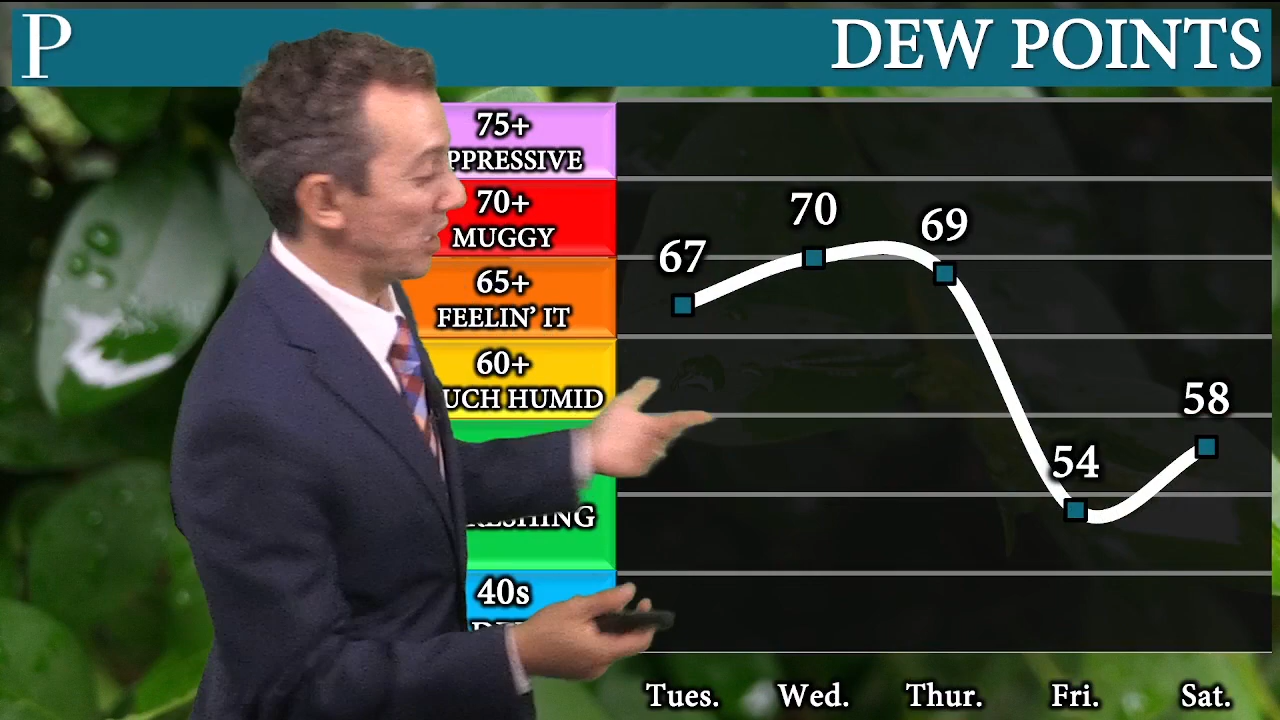 P
DEW POINTS
75+
PPRESSIVE
70+
MUGGY
65+
FEELIN' IT
60+
UCH HUMID
RESHING
40s
67
70
69
54
58
Tues.
Wed.
Thur.
Fri.
Sat.